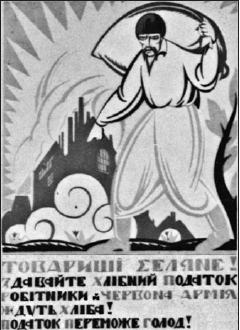 ТОВАРИШІ СЕЛЯНЕ!
ЗДАВАЙТЕ ХЛІБНИЙ ПОДАТОК
РОБІТНИКИ Й ЧЕРВОНА АРМІЯ
ЖДУТЬ ХЛІБА!
ПОДАТОК ПЕРЕМОЖЕ ГОЛОД!